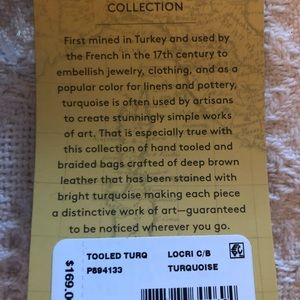 COLLECTION
First mined in Turkey and used by
the French in the 17th century to
embellish jewelry, clothing, and as a
popular color for linens and pottery,
turquoise is often used by artisans
to create stunningly simple works
of art. That is especially true with
this collection of hand tooled and
braided bags crafted of deep brown
leather that has been stained with
bright turquoise making each piece
a distinctive work of art—guaranteed
to be noticed wherever you go.
TOOLED TURQ LOCRI C/B
P894133 TURQUOISE